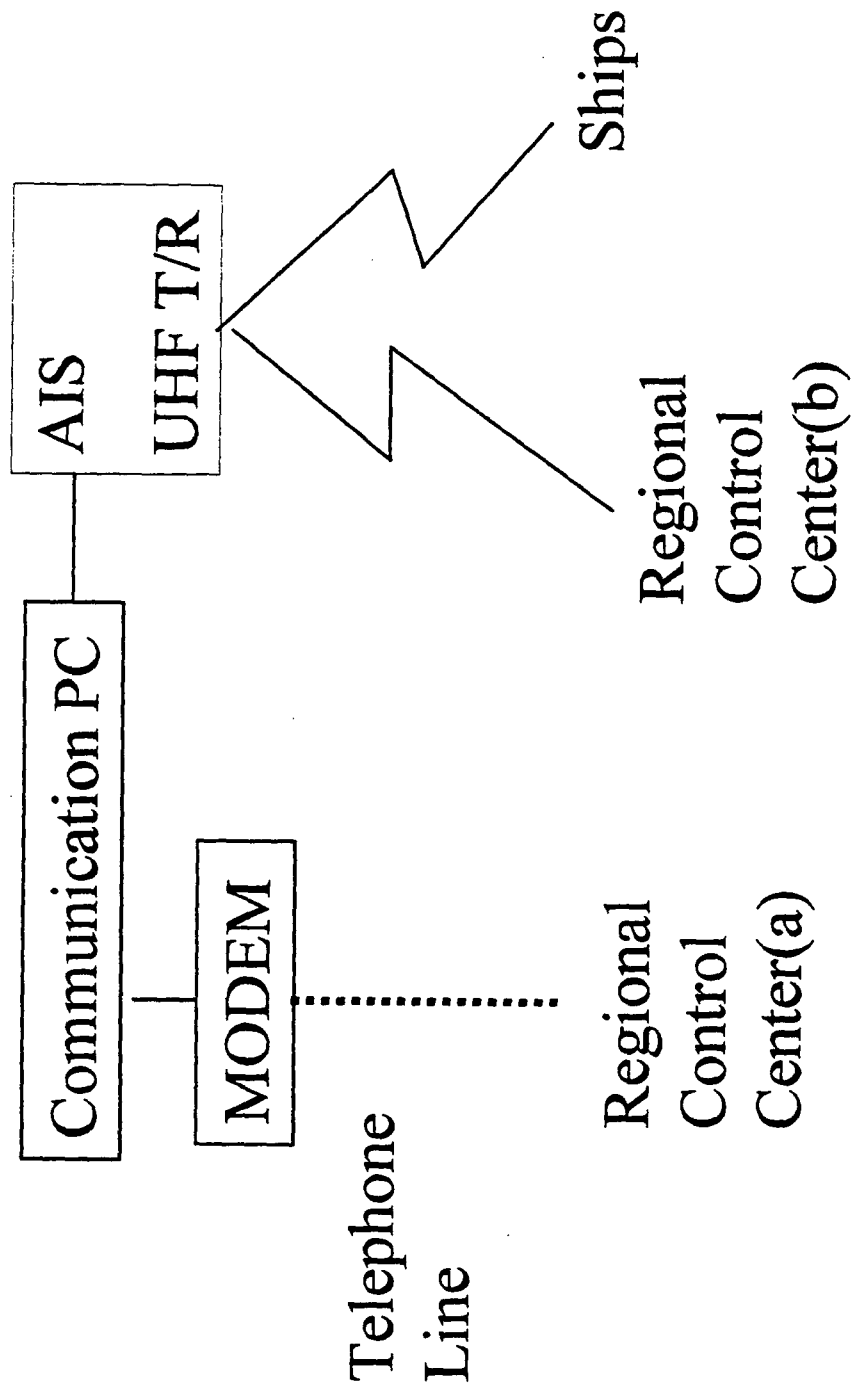 Communication PC
AIS
UHF T/R
MODEM
Telephone
Line
Regional
Control
Center(a)
Regional
Control
Center(b)
Ships